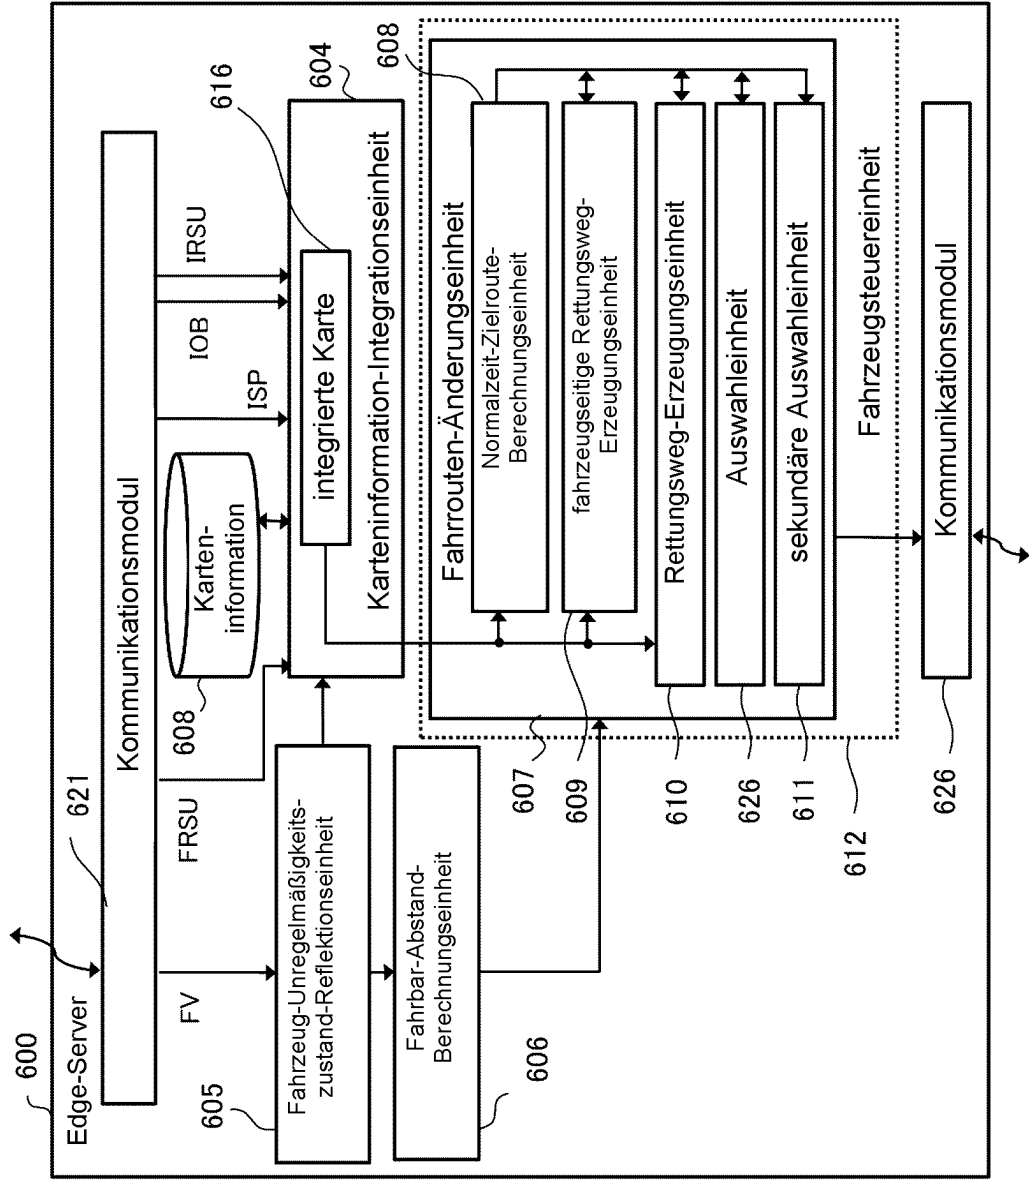 600
Edge-Server
621
Kommunikationsmodul
FV
FRSU
ISP
IOB
IRSU
608
Karten-
information
605
Fahrzeug-Unregelmäßigkeits-
zustand-Reflektionseinheit
616
604
integrierte Karte
Karteninformation-Integrationseinheit
606
Fahrbar-Abstand-
Berechnungseinheit
607
Fahrrouten-Änderungseinheit
608
Normalzeit-Zielroute-
Berechnungseinheit
609
fahrzeugseitige Rettungsweg-
Erzeugungseinheit
610
Rettungsweg-Erzeugungseinheit
626
Auswahleinheit
611
sekundäre Auswahleinheit
612
Fahrzeugsteuereinheit
626
Kommunikationsmodul